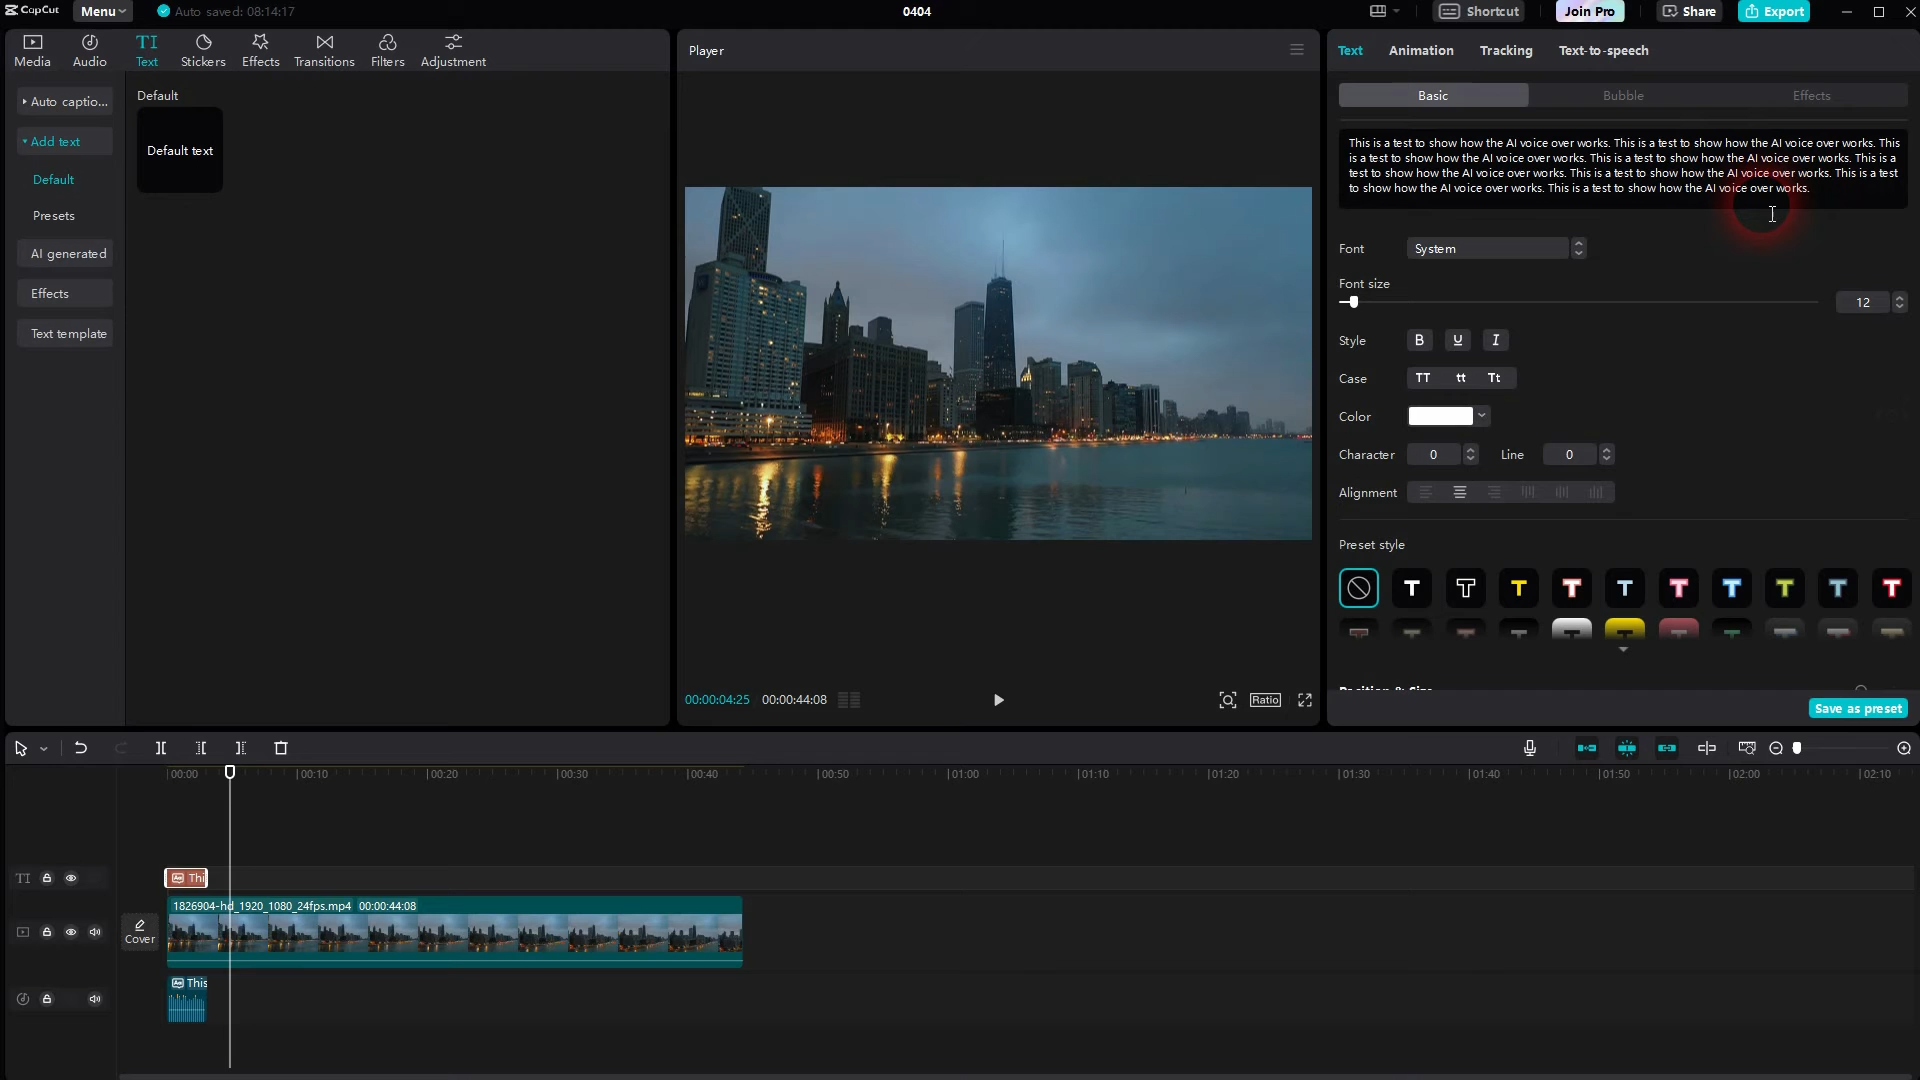 CapCut
Menu
Auto saved: 08:14:17
0404
Shortcut
Join Pro
Share
Export
Media
Audio
TI
Text
Stickers
Effects
Transitions
Filters
Adjustment
Auto captio...
Add text
Default
Presets
AI generated
Effects
Text template
Default
Default text
Player
00:00:04:25
00:00:44:08
Ratio
Text
Animation
Tracking
Text-to-speech
Basic
Bubble
Effects
This is a test to show how the AI voice over works. This is a test to show how the AI voice over works. This
is a test to show how the AI voice over works. This is a test to show how the AI voice over works. This is a
test to show how the AI voice over works. This is a test to show how the AI voice over works. This is a test
to show how the AI voice over works. This is a test to show how the AI voice over works.
Font
System
Font size
12
Style
B
U
I
Case
TT
tt
Tt
Color
Character
0
Line
0
Alignment
Preset style
T T T T T T T T T T
Position & Size
Save as preset
00:00
00:10
00:20
00:30
00:40
00:50
01:00
01:10
01:20
01:30
01:40
01:50
02:00
02:10
TI
Thi
Cover
1826904-hd_1920_1080_24fps.mp4 00:00:44:08
This